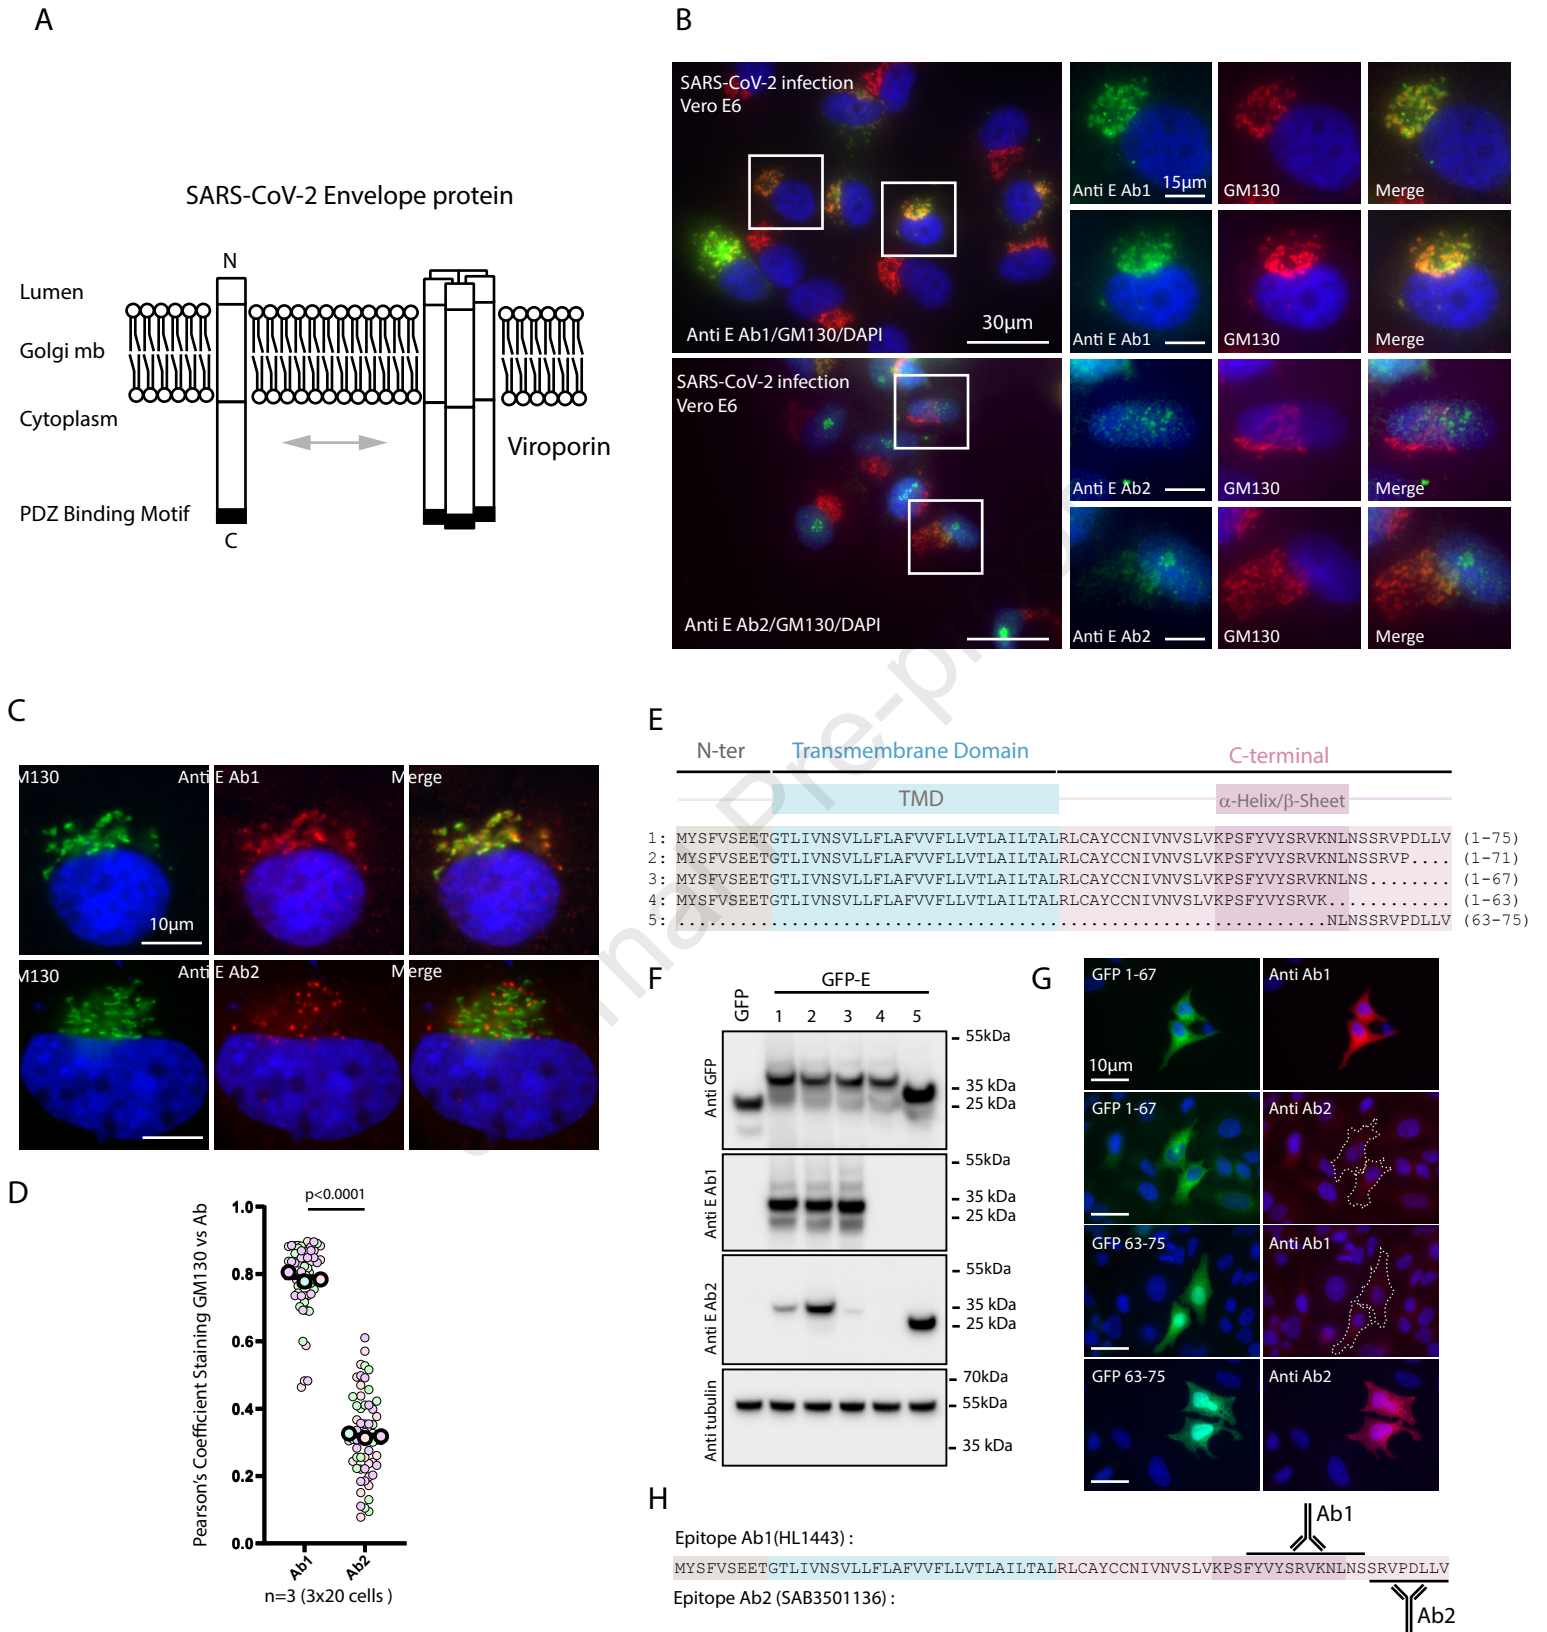 A
SARS-CoV-2 Envelope protein
N
Lumen
Golgi mb
Cytoplasm
Viroporin
PDZ Binding Motif
C
B
SARS-CoV-2 infection
Vero E6
Anti E Ab1/GM130/DAPI
30µm
Anti E Ab1
15µm
GM130
Merge
Anti E Ab1
GM130
Merge
SARS-CoV-2 infection
Vero E6
Anti E Ab2/GM130/DAPI
Anti E Ab2
GM130
Merge
Anti E Ab2
GM130
Merge
C
M130
Anti E Ab1
Merge
10µm
M130
Anti E Ab2
Merge
D
p<0.0001
Pearson's Coefficient Staining GM130 vs Ab
1.0
0.8
0.6
0.4
0.2
0.0
Ab1
Ab2
n=3 (3x20 cells )
E
N-ter
Transmembrane Domain
C-terminal
TMD
α-Helix/β-Sheet
1: MYSFVSEETGTLIVNSVLLFLAFVVFLLVTLAILTALRLCAYCCNIVNVSLVKPSFYVYSRVKNLNSSRVPDLLV (1-75)
2: MYSFVSEETGTLIVNSVLLFLAFVVFLLVTLAILTALRLCAYCCNIVNVSLVKPSFYVYSRVKNLNSSRVP.... (1-71)
3: MYSFVSEETGTLIVNSVLLFLAFVVFLLVTLAILTALRLCAYCCNIVNVSLVKPSFYVYSRVKNLNS........ (1-67)
4: MYSFVSEETGTLIVNSVLLFLAFVVFLLVTLAILTALRLCAYCCNIVNVSLVKPSFYVYSRVK............ (1-63)
5: ...............................................................NLNSSRVPDLLV (63-75)
F
GFP
GFP-E
1 2 3 4 5
Anti GFP
55kDa
35 kDa
25 kDa
Anti E Ab1
55kDa
35 kDa
25 kDa
Anti E Ab2
55kDa
35 kDa
25 kDa
Anti tubulin
70kDa
55kDa
35 kDa
G
GFP 1-67
Anti Ab1
10µm
GFP 1-67
Anti Ab2
GFP 63-75
Anti Ab1
GFP 63-75
Anti Ab2
H
Epitope Ab1(HL1443) :
Ab1
MYSFVSEETGTLIVNSVLLFLAFVVFLLVTLAILTALRLCAYCCNIVNVSLVKPSFYVYSRVKNLNSSRVPDLLV
Epitope Ab2 (SAB3501136) :
Ab2